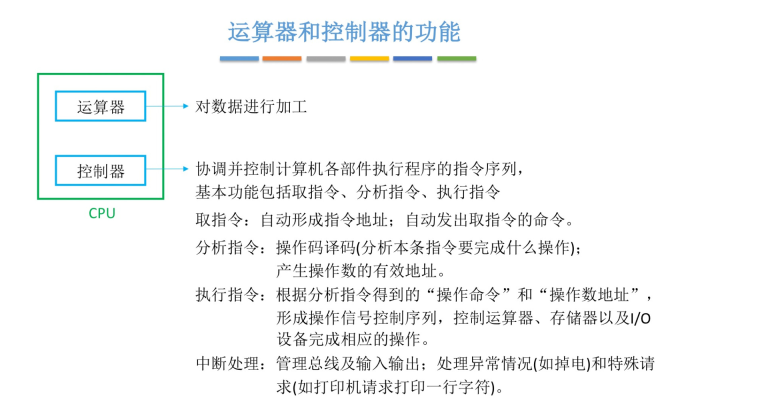 运算器和控制器的功能
运算器
对数据进行加工
控制器
协调并控制计算机各部件执行程序的指令序列，
基本功能包括取指令、分析指令、执行指令
CPU
取指令：自动形成指令地址；自动发出取指令的命令。
分析指令：操作码译码(分析本条指令要完成什么操作)；
产生操作数的有效地址。
执行指令：根据分析指令得到的“操作命令”和“操作数地址”，
形成操作信号控制序列，控制运算器、存储器以及I/O
设备完成相应的操作。
中断处理：管理总线及输入输出；处理异常情况(如掉电)和特殊请
求(如打印机请求打印一行字符)。